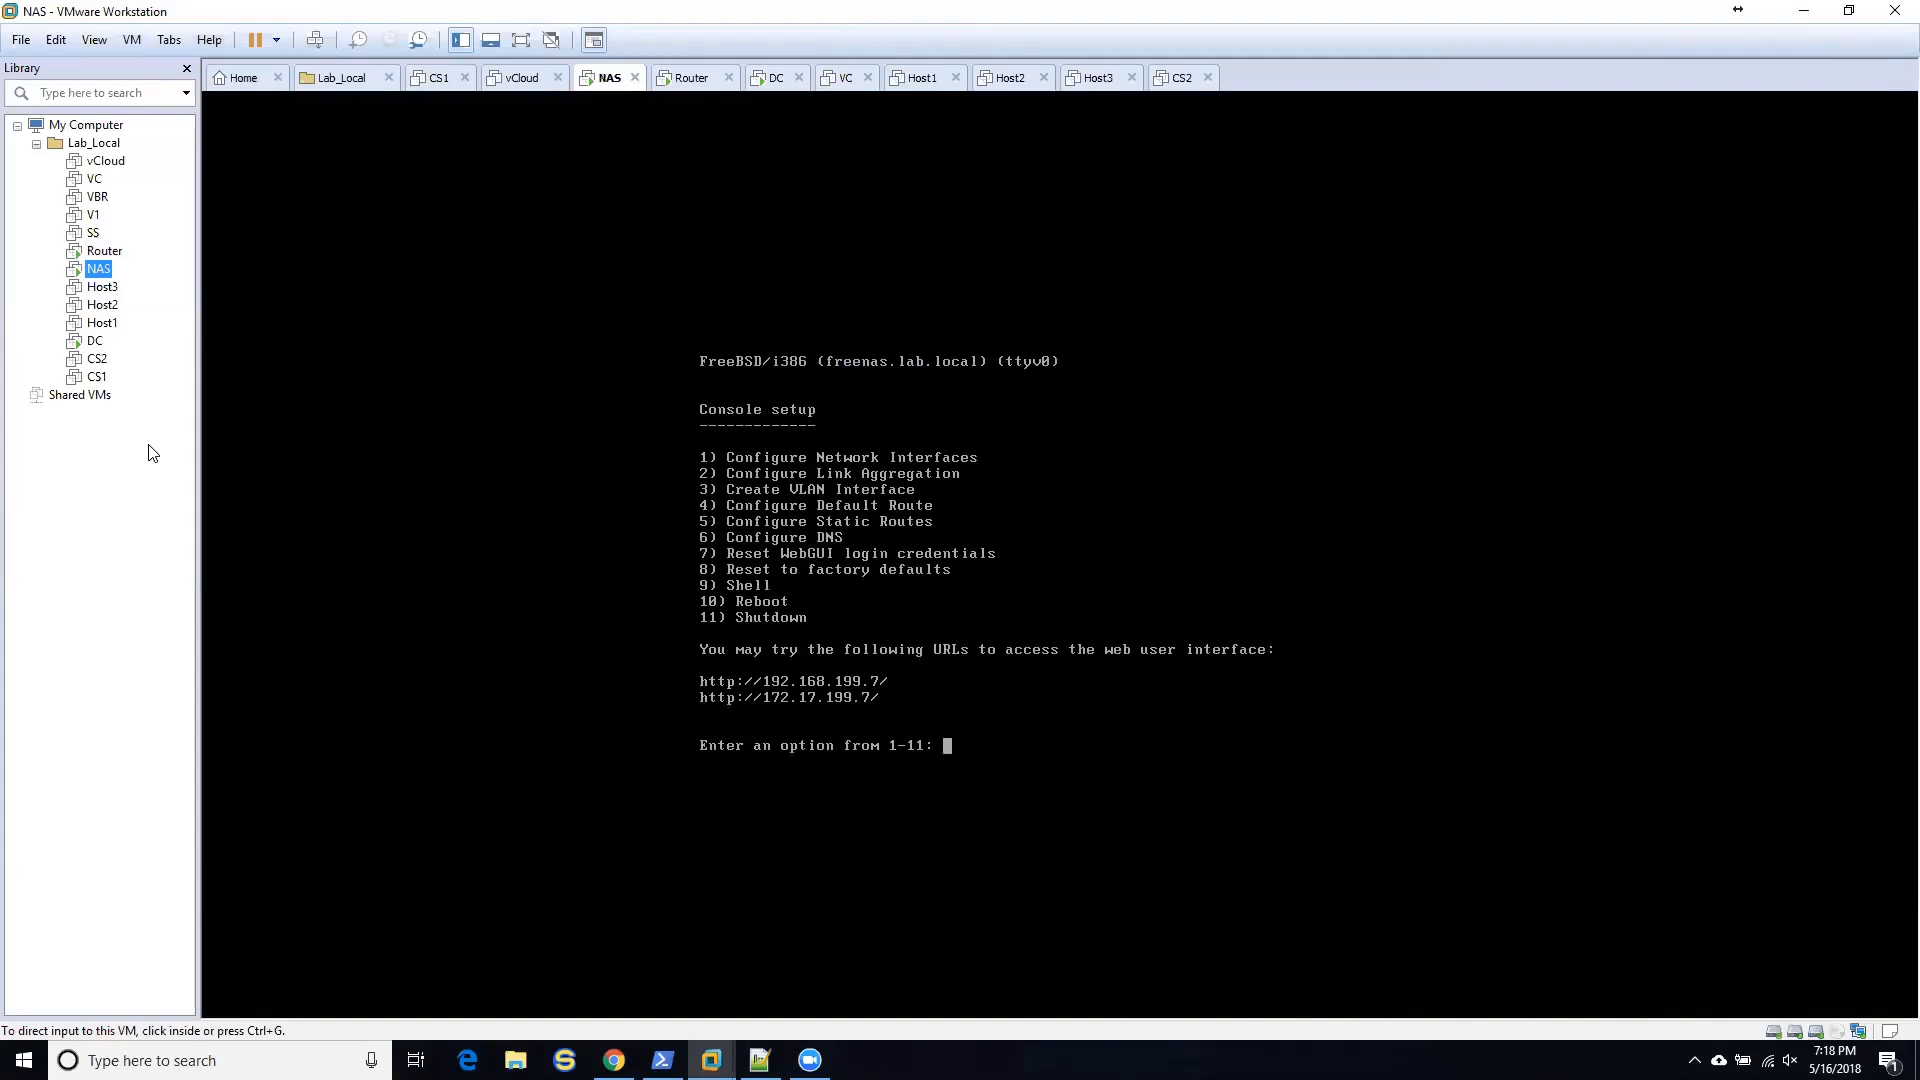 NAS - VMware Workstation
File Edit View VM Tabs Help
Library
Type here to search
Home Lab_Local CS1 vCloud NAS Router DC VC Host1 Host2 Host3 CS2
My Computer
Lab_Local
vCloud
VC
VBR
V1
SS
Router
NAS
Host3
Host2
Host1
DC
CS2
CS1
Shared VMs
FreeBSD/i386 (freenas.lab.local) (ttyv0)
Console setup
-------------
1) Configure Network Interfaces
2) Configure Link Aggregation
3) Create VLAN Interface
4) Configure Default Route
5) Configure Static Routes
6) Configure DNS
7) Reset WebGUI login credentials
8) Reset to factory defaults
9) Shell
10) Reboot
11) Shutdown
You may try the following URLs to access the web user interface:
http://192.168.199.7/
http://172.17.199.7/
Enter an option from 1-11:
To direct input to this VM, click inside or press Ctrl+G.
Type here to search
7:18 PM
5/16/2018
1